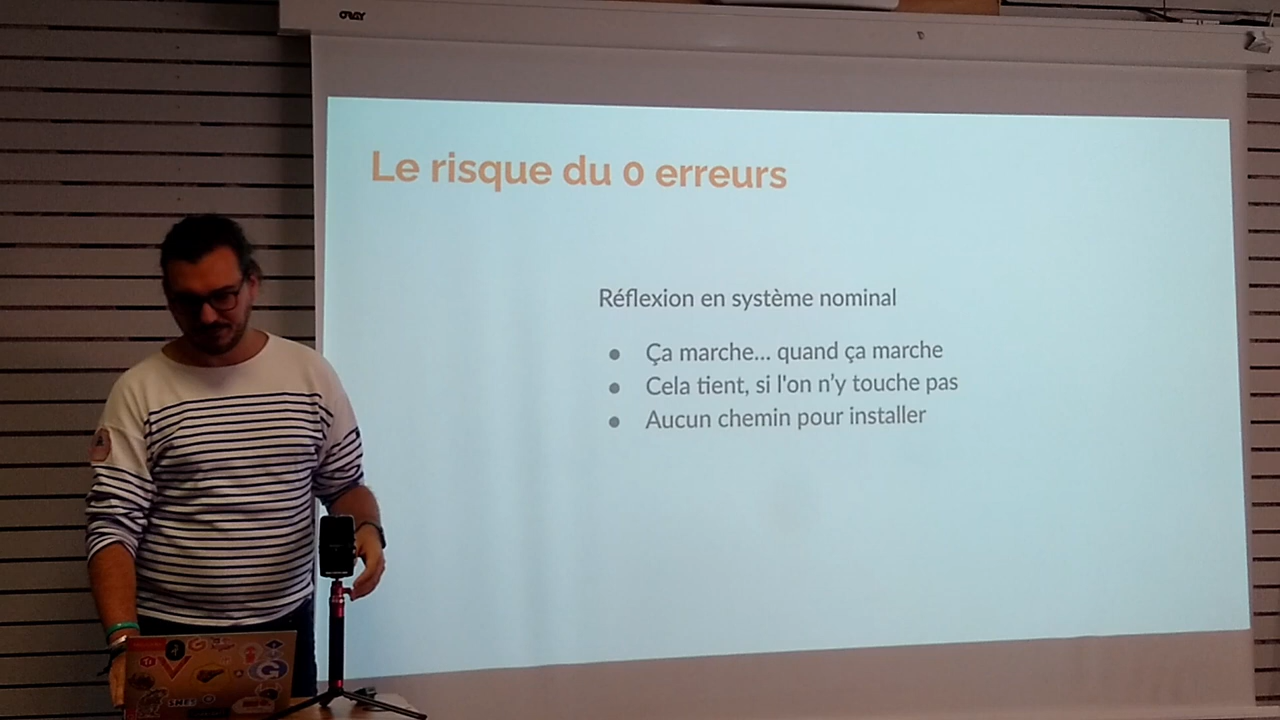 ORAY
Le risque du 0 erreurs
Réflexion en système nominal
● Ça marche... quand ça marche
● Cela tient, si l'on n'y touche pas
● Aucun chemin pour installer